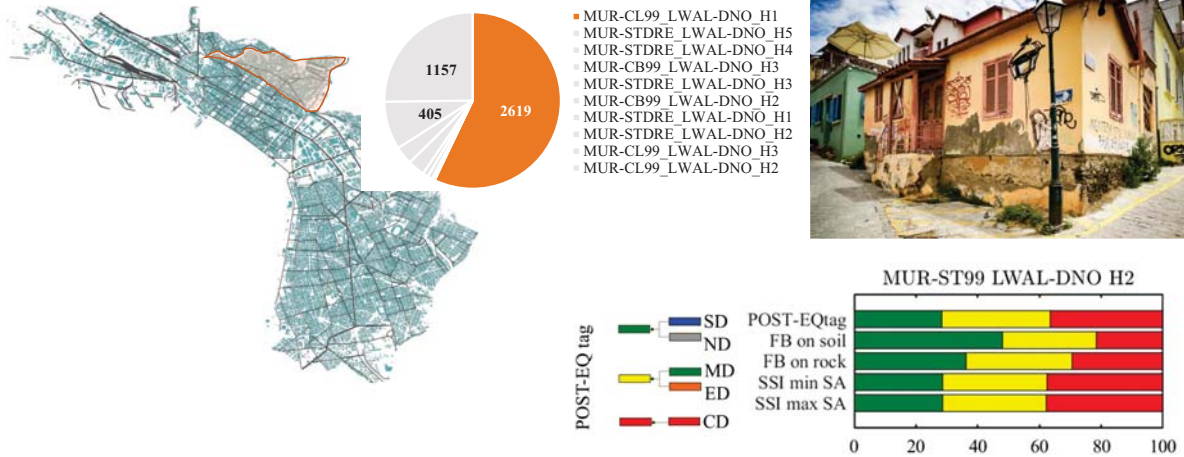 1157
405
2619
MUR-CL99_LWAL-DNO_H1
MUR-STDRE_LWAL-DNO_H5
MUR-STDRE_LWAL-DNO_H4
MUR-CB99_LWAL-DNO_H3
MUR-STDRE_LWAL-DNO_H3
MUR-CB99_LWAL-DNO_H2
MUR-STDRE_LWAL-DNO_H1
MUR-STDRE_LWAL-DNO_H2
MUR-CL99_LWAL-DNO_H3
MUR-CL99_LWAL-DNO_H2
POST-EQ tag
SD
ND
MD
ED
CD
MUR-ST99 LWAL-DNO H2
POST-EQtag
FB on soil
FB on rock
SSI min SA
SSI max SA
0 20 40 60 80 100